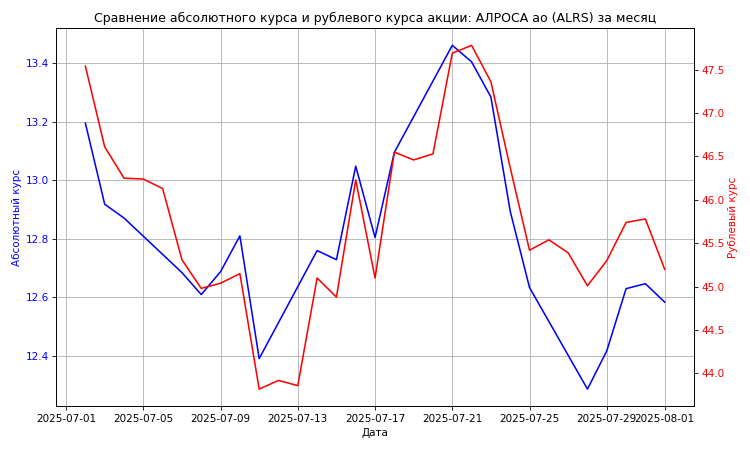 Сравнение абсолютного курса и рублевого курса акции: АЛРОСА ао (ALRS) за месяц
13.4
13.2
13.0
12.8
12.6
12.4
Абсолютный курс
47.5
47.0
46.5
46.0
45.5
45.0
44.5
44.0
Рублевый курс
2025-07-01 2025-07-05 2025-07-09 2025-07-13 2025-07-17 2025-07-21 2025-07-25 2025-07-29 2025-08-01
Дата